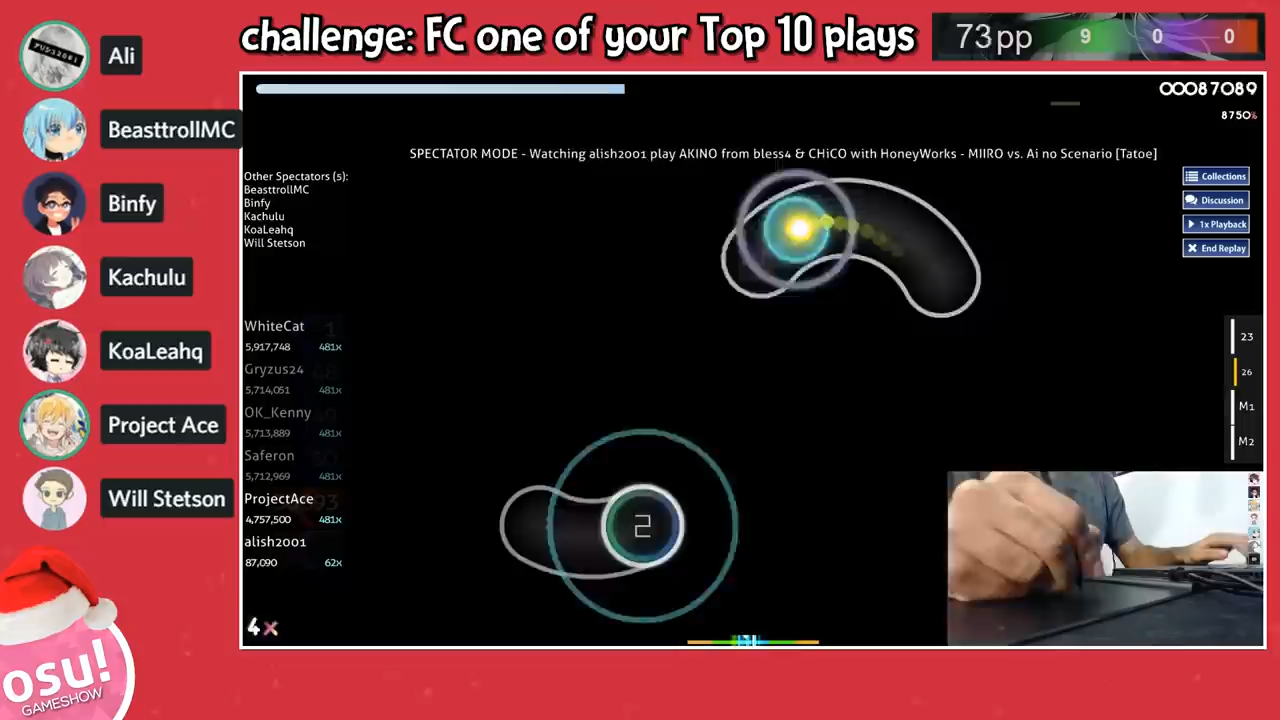 challenge: FC one of your Top 10 plays
73pp
9 0 0
Ali
BeasttrollMC
Binfy
Kachulu
KoaLeahq
Project Ace
Will Stetson
00087089
8750%
SPECTATOR MODE - Watching alish2001 play AKINO from bless4 & CHiCO with HoneyWorks - MIIRO vs. Ai no Scenario [Tatoe]
Other Spectators (5):
BeasttrollMC
Binfy
Kachulu
KoaLeahq
Will Stetson
Collections
Discussion
1x Playback
End Replay
WhiteCat
5,917,748 481x
Gryzus24
5,714,051 481x
OK_Kenny
5,713,889 481x
Saferon
5,712,969 481x
ProjectAce
4,757,500 481x
alish2001
87,090 62x
2
23
26
M1
M2
4x
osu!
GAMESHOW